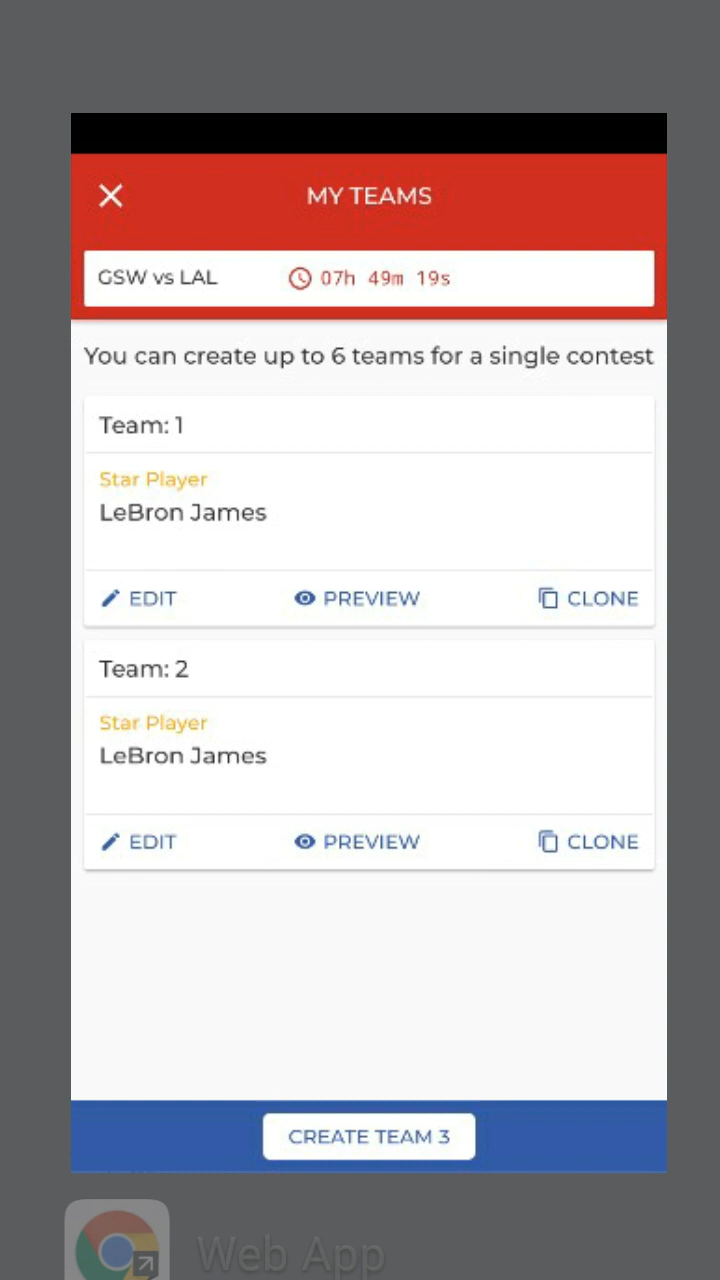 MY TEAMS
GSW vs LAL 07h 49m 19s
You can create up to 6 teams for a single contest
Team: 1
Star Player
LeBron James
EDIT PREVIEW CLONE
Team: 2
Star Player
LeBron James
EDIT PREVIEW CLONE
CREATE TEAM 3
Web App